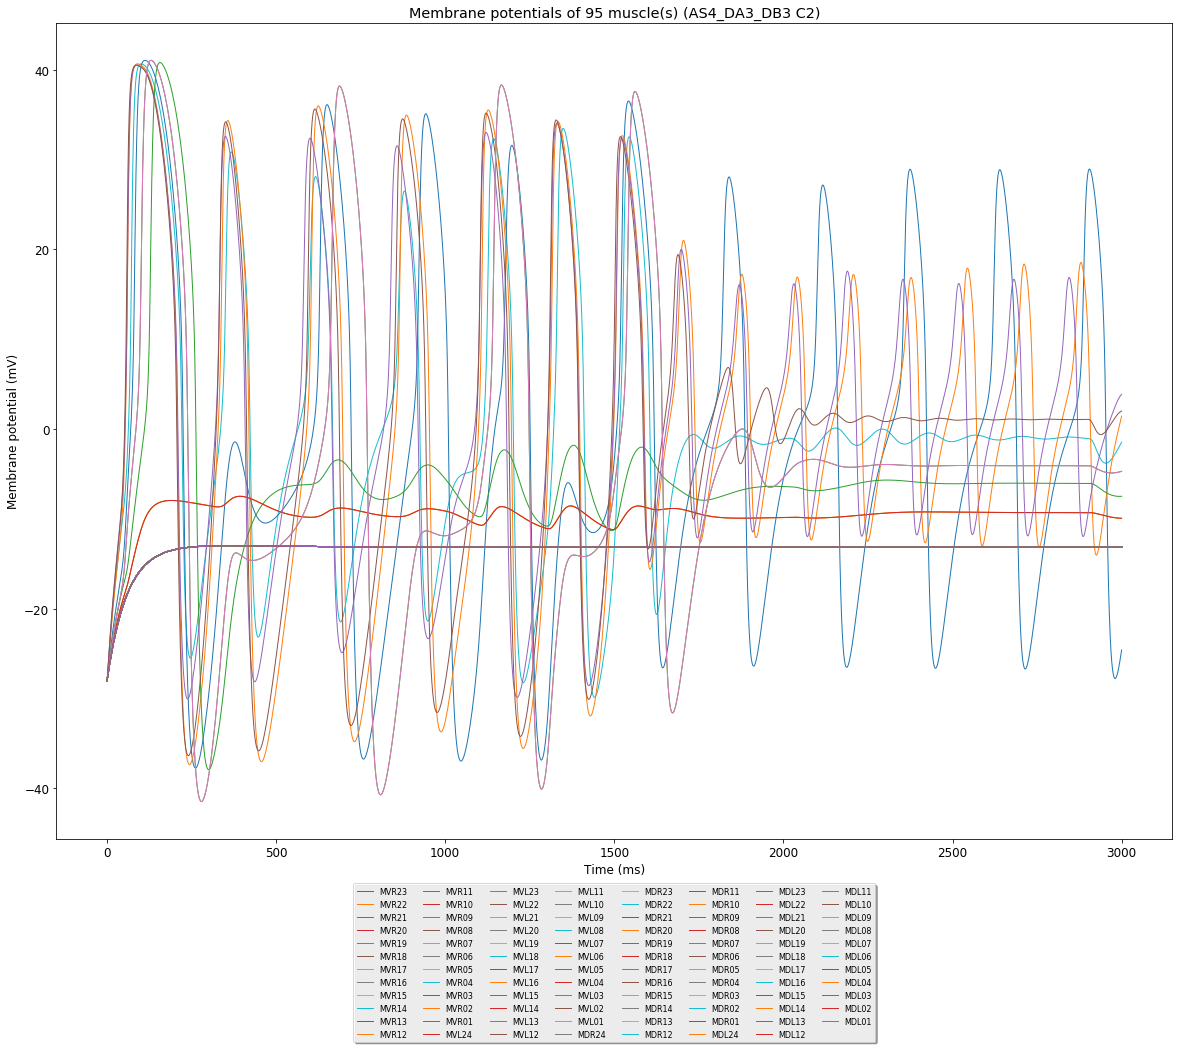 Membrane potentials of 95 muscle(s) (AS4_DA3_DB3 C2)
Membrane potential (mV)
40
20
0
−20
−40
0 500 1000 1500 2000 2500 3000
Time (ms)
MVR23 MVR11 MVL23 MVL11 MDR23 MDR11 MDL23 MDL11
MVR22 MVR10 MVL22 MVL10 MDR22 MDR10 MDL22 MDL10
MVR21 MVR09 MVL21 MVL09 MDR21 MDR09 MDL21 MDL09
MVR20 MVR08 MVL20 MVL08 MDR20 MDR08 MDL20 MDL08
MVR19 MVR07 MVL19 MVL07 MDR19 MDR07 MDL19 MDL07
MVR18 MVR06 MVL18 MVL06 MDR18 MDR06 MDL18 MDL06
MVR17 MVR05 MVL17 MVL05 MDR17 MDR05 MDL17 MDL05
MVR16 MVR04 MVL16 MVL04 MDR16 MDR04 MDL16 MDL04
MVR15 MVR03 MVL15 MVL03 MDR15 MDR03 MDL15 MDL03
MVR14 MVR02 MVL14 MVL02 MDR14 MDR02 MDL14 MDL02
MVR13 MVR01 MVL13 MVL01 MDR13 MDR01 MDL13 MDL01
MVR12 MVL24 MVL12 MDR24 MDR12 MDL24 MDL12